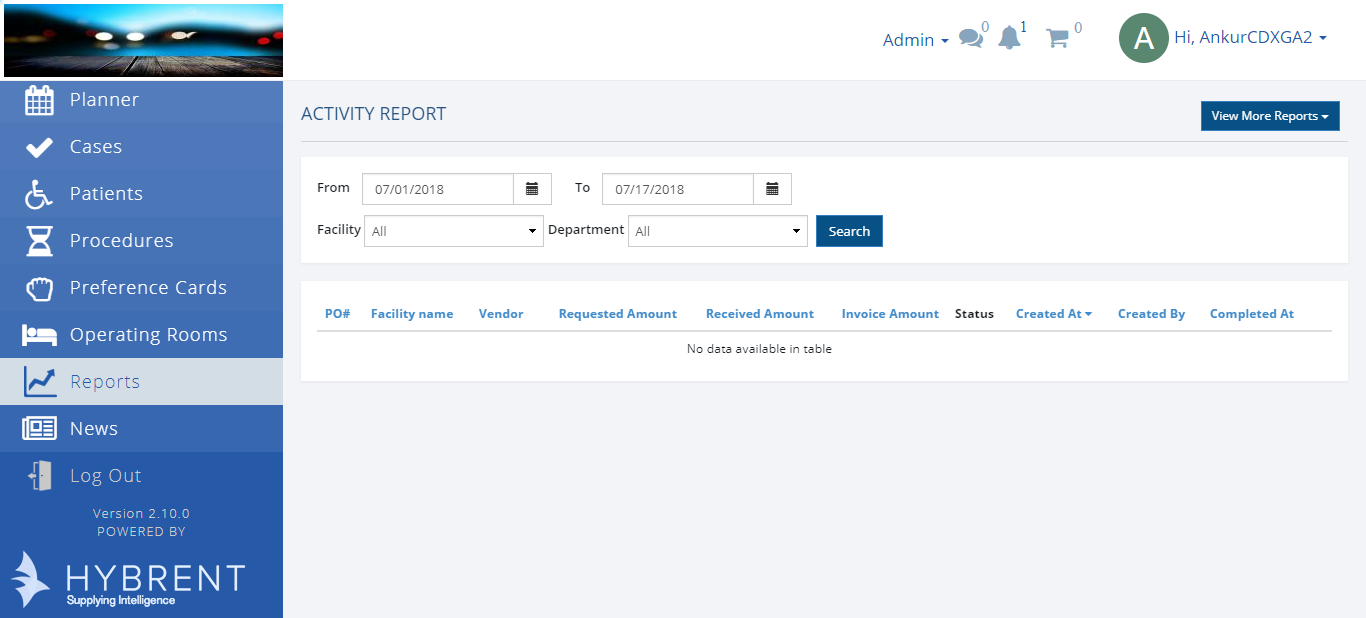 Admin 0 1 0 A Hi, AnkurCDXGA2
Planner
Cases
Patients
Procedures
Preference Cards
Operating Rooms
Reports
News
Log Out
Version 2.10.0
POWERED BY
HYBRENT
Supplying Intelligence
ACTIVITY REPORT View More Reports
From 07/01/2018 To 07/17/2018
Facility All Department All Search
PO# Facility name Vendor Requested Amount Received Amount Invoice Amount Status Created At Created By Completed At
No data available in table